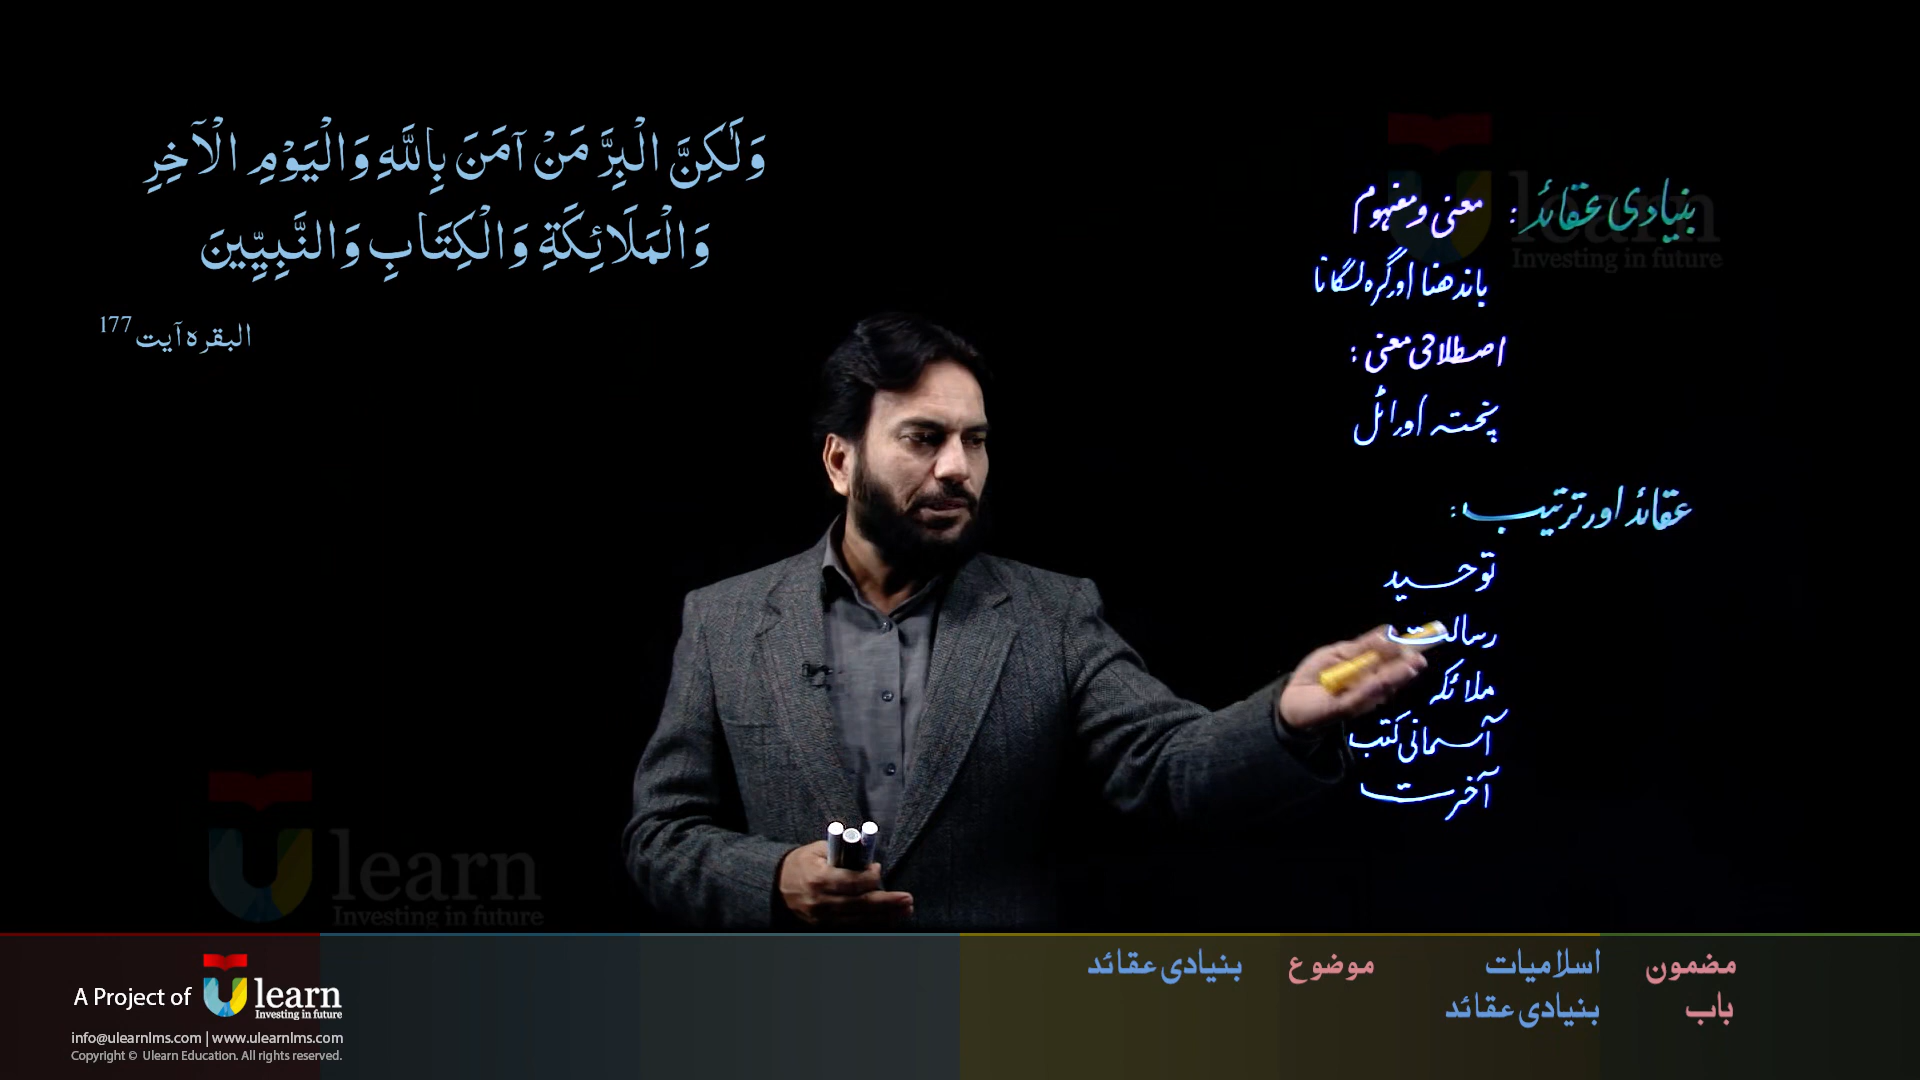 وَلَٰكِنَّ الْبِرَّ مَنْ آمَنَ بِاللَّهِ وَالْيَوْمِ الْآخِرِ
وَالْمَلَائِكَةِ وَالْكِتَابِ وَالنَّبِيِّينَ
البقرہ آیت 177
بنیادی عقائد : معنی و مفہوم
باندھنا اور گرہ لگانا
اصطلاحی معنی :
پختہ اور اٹل
عقائد اور ترتیب :
توحید
رسالت
ملائکہ
آسمانی کتب
آخرت
learn
Investing in future
learn
Investing in future
مضمون اسلامیات موضوع بنیادی عقائد
باب بنیادی عقائد
A Project of Ulearn
Investing in future
info@ulearnlms.com | www.ulearnlms.com
Copyright © Ulearn Education. All rights reserved.